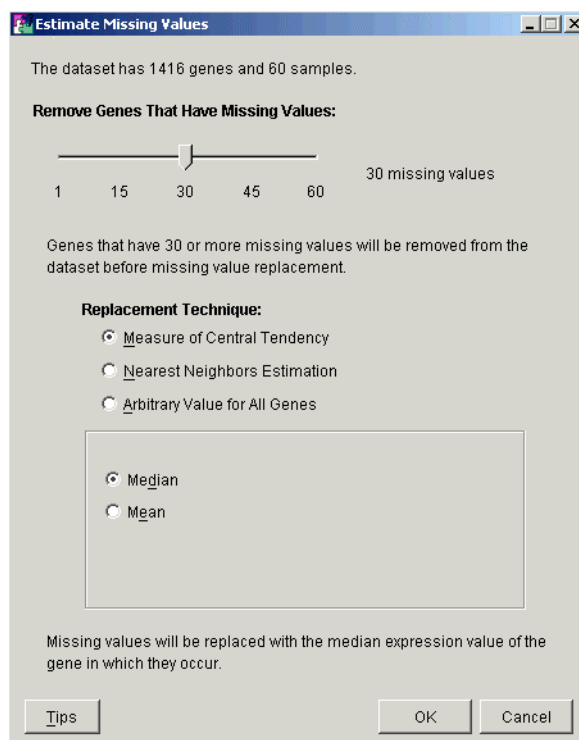 Estimate Missing Values
The dataset has 1416 genes and 60 samples.
Remove Genes That Have Missing Values:
1 15 30 45 60
30 missing values
Genes that have 30 or more missing values will be removed from the
dataset before missing value replacement.
Replacement Technique:
Measure of Central Tendency
Nearest Neighbors Estimation
Arbitrary Value for All Genes
Median
Mean
Missing values will be replaced with the median expression value of the
gene in which they occur.
Tips OK Cancel